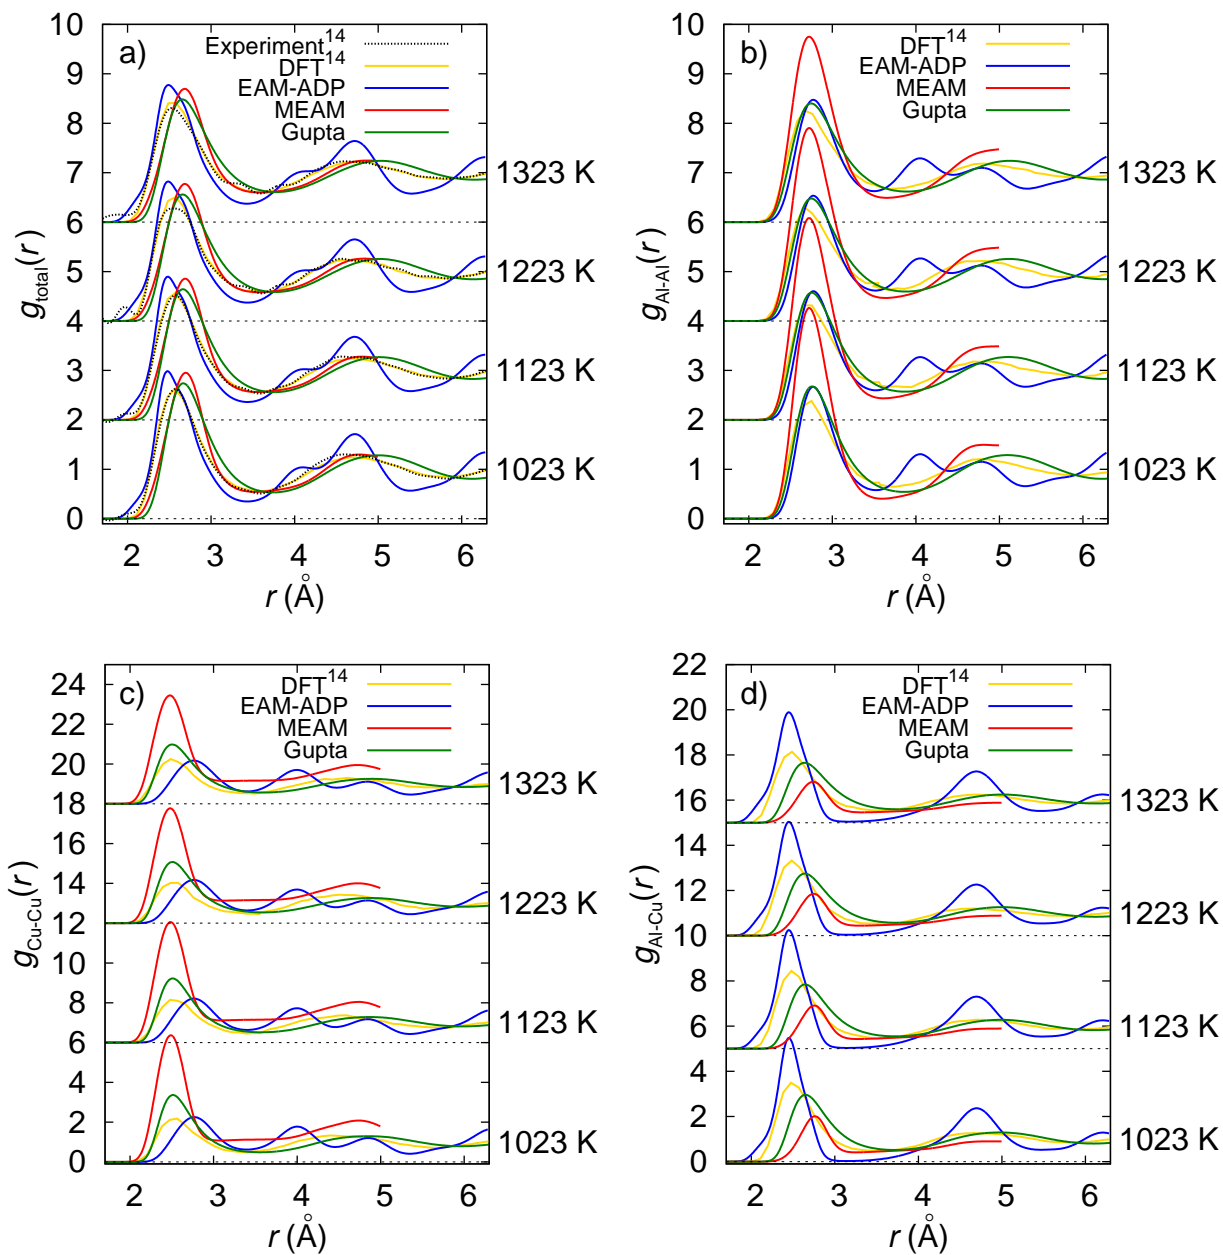 a)
Experiment14
DFT14
EAM-ADP
MEAM
Gupta
10
9
8
7
6
5
4
3
2
1
0
1323 K
1223 K
1123 K
1023 K
gtotal(r)
2 3 4 5 6
r (Å)
b)
DFT14
EAM-ADP
MEAM
Gupta
10
9
8
7
6
5
4
3
2
1
0
1323 K
1223 K
1123 K
1023 K
gAl-Al(r)
2 3 4 5 6
r (Å)
c)
DFT14
EAM-ADP
MEAM
Gupta
24
22
20
18
16
14
12
10
8
6
4
2
0
1323 K
1223 K
1123 K
1023 K
gCu-Cu(r)
2 3 4 5 6
r (Å)
d)
DFT14
EAM-ADP
MEAM
Gupta
22
20
18
16
14
12
10
8
6
4
2
0
1323 K
1223 K
1123 K
1023 K
gAl-Cu(r)
2 3 4 5 6
r (Å)